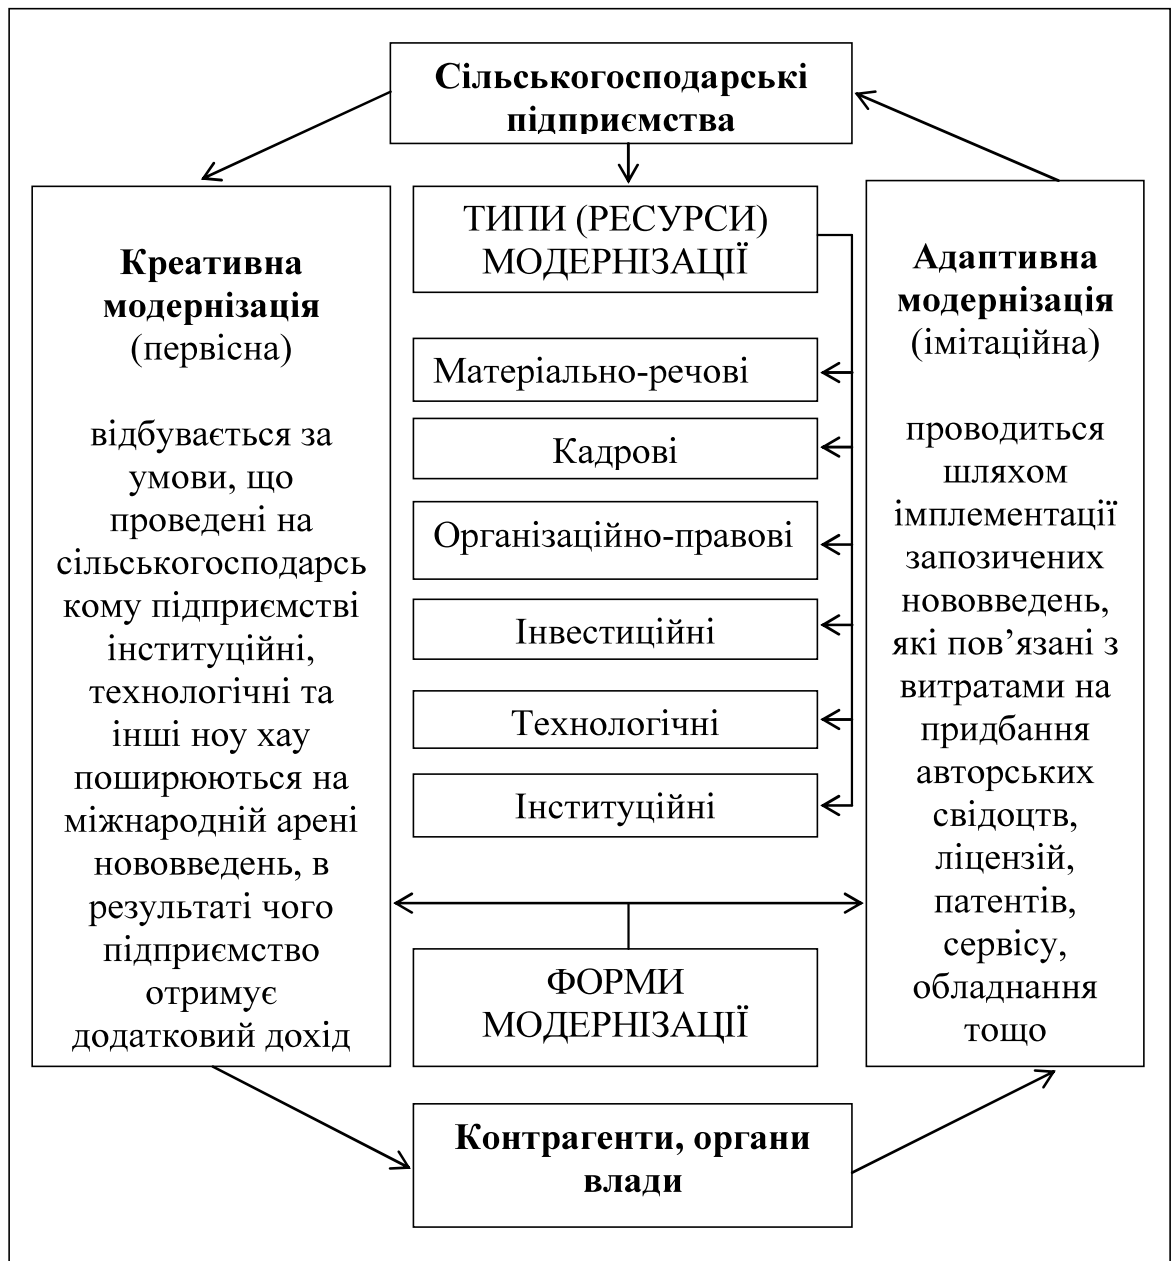 Сільськогосподарські
підприємства
Креативна
модернізація
(первісна)
відбувається за
умови, що
проведені на
сільськогосподарсь
кому підприємстві
інституційні,
технологічні та
інші ноу хау
поширюються на
міжнародній арені
нововведень, в
результаті чого
підприємство
отримує
додатковий дохід
ТИПИ (РЕСУРСИ)
МОДЕРНІЗАЦІЇ
Матеріально-речові
Кадрові
Організаційно-правові
Інвестиційні
Технологічні
Інституційні
ФОРМИ
МОДЕРНІЗАЦІЇ
Адаптивна
модернізація
(імітаційна)
проводиться
шляхом
імплементації
запозичених
нововведень,
які пов’язані з
витратами на
придбання
авторських
свідоцтв,
ліцензій,
патентів,
сервісу,
обладнання
тощо
Контрагенти, органи
влади